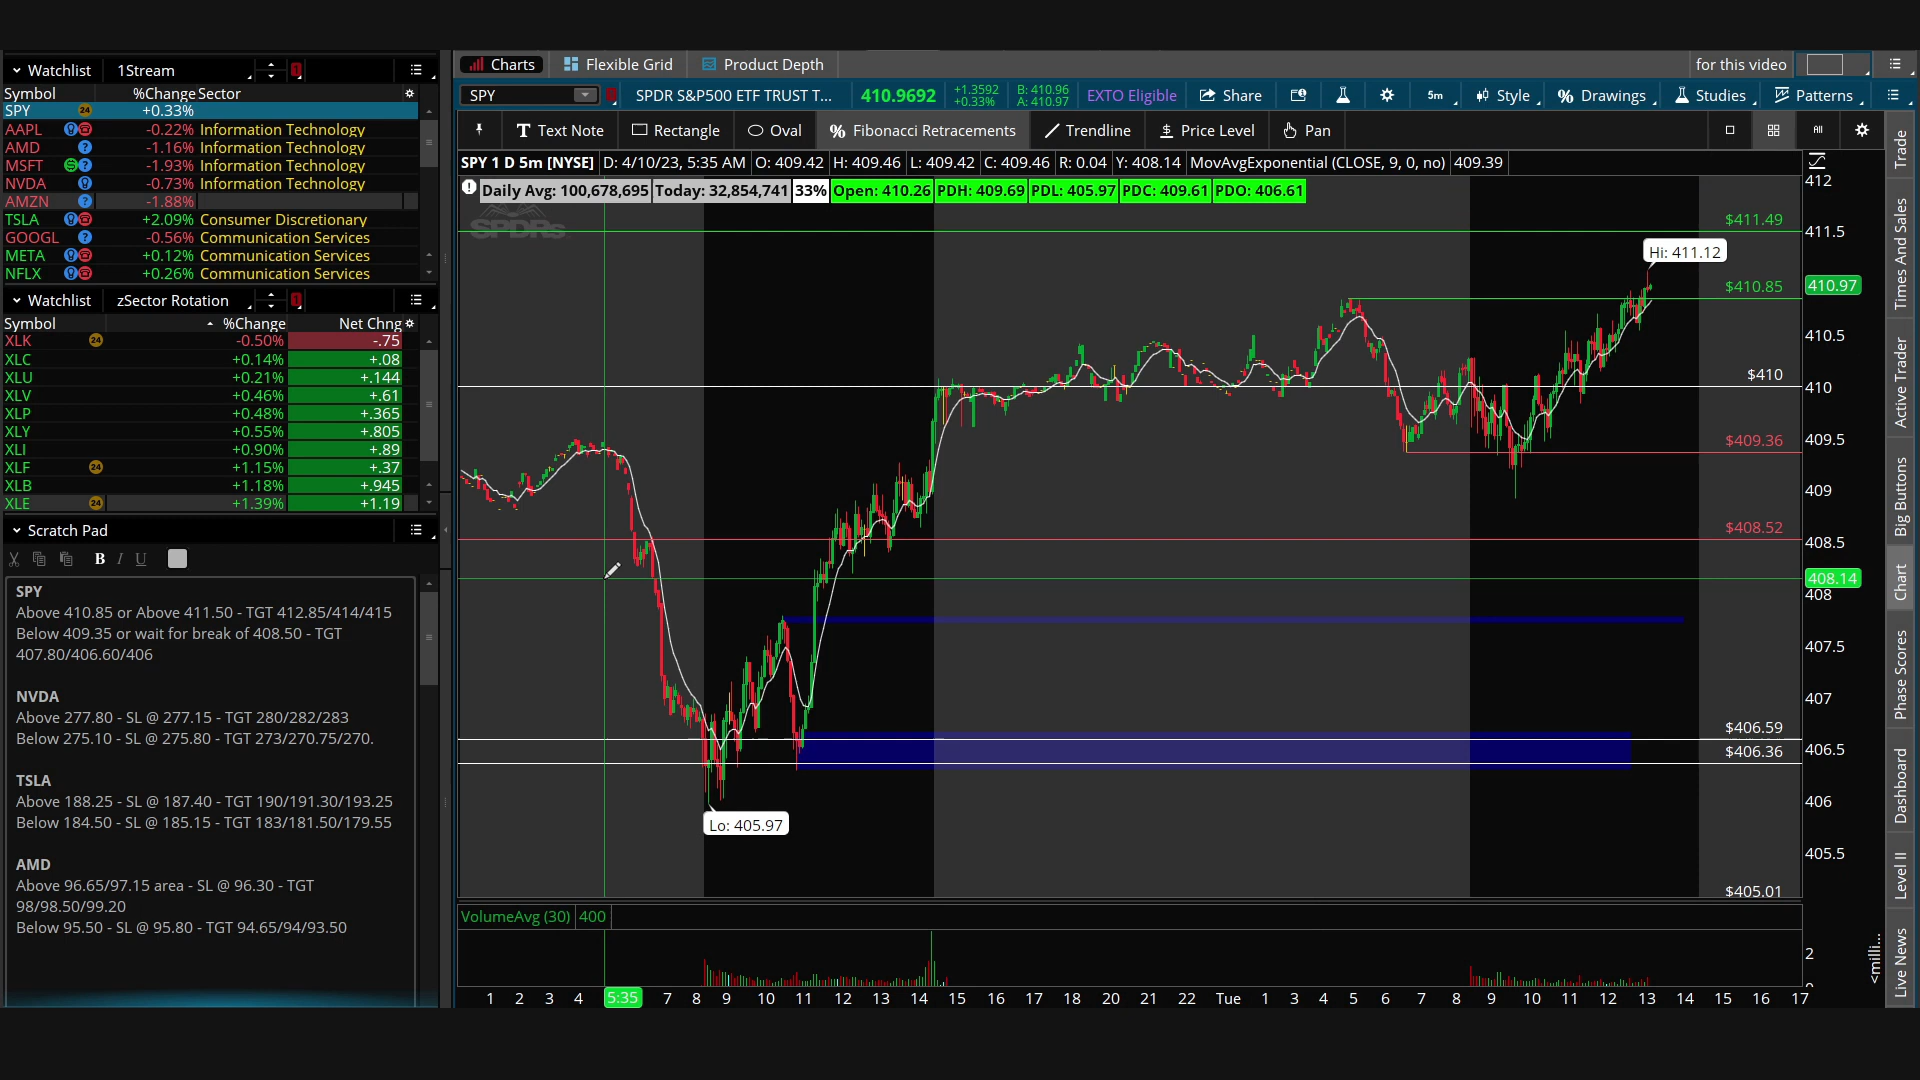 Watchlist 1Stream 1
Symbol %Change Sector
SPY 24 +0.33%
AAPL ? -0.22% Information Technology
AMD ? -1.16% Information Technology
MSFT $ ? -1.93% Information Technology
NVDA -0.73% Information Technology
AMZN ? -1.88%
TSLA +2.09% Consumer Discretionary
GOOGL ? -0.56% Communication Services
META +0.12% Communication Services
NFLX +0.26% Communication Services
Watchlist zSector Rotation 1
Symbol %Change Net Chng
XLK 24 -0.50% -.75
XLC +0.14% +.08
XLU +0.21% +.144
XLV +0.46% +.61
XLP +0.48% +.365
XLY +0.55% +.805
XLI +0.90% +.89
XLF 24 +1.15% +.37
XLB +1.18% +.945
XLE 24 +1.39% +1.19
Scratch Pad
B I U
SPY
Above 410.85 or Above 411.50 - TGT 412.85/414/415
Below 409.35 or wait for break of 408.50 - TGT
407.80/406.60/406
NVDA
Above 277.80 - SL @ 277.15 - TGT 280/282/283
Below 275.10 - SL @ 275.80 - TGT 273/270.75/270.
TSLA
Above 188.25 - SL @ 187.40 - TGT 190/191.30/193.25
Below 184.50 - SL @ 185.15 - TGT 183/181.50/179.55
AMD
Above 96.65/97.15 area - SL @ 96.30 - TGT
98/98.50/99.20
Below 95.50 - SL @ 95.80 - TGT 94.65/94/93.50
Charts Flexible Grid Product Depth for this video
SPY SPDR S&P500 ETF TRUST T... 410.9692 +1.3592 +0.33% B: 410.96 A: 410.97 EXTO Eligible Share 5m Style Drawings Studies Patterns
T Text Note Rectangle Oval % Fibonacci Retracements Trendline $ Price Level Pan All
SPY 1 D 5m [NYSE] D: 4/10/23, 5:35 AM O: 409.42 H: 409.46 L: 409.42 C: 409.46 R: 0.04 Y: 408.14 MovAvgExponential (CLOSE, 9, 0, no) 409.39
Daily Avg: 100,678,695 Today: 32,854,741 33% Open: 410.26 PDH: 409.69 PDL: 405.97 PDC: 409.61 PDO: 406.61
SPDRs
412
$411.49
411.5
Hi: 411.12
$410.85
410.97
410.5
$410
410
$409.36
409.5
409
$408.52
408.5
408.14
408
407.5
407
$406.59
$406.36
406.5
406
Lo: 405.97
405.5
$405.01
VolumeAvg (30) 400
2
0
<milli...
1 2 3 4 5:35 7 8 9 10 11 12 13 14 15 16 17 18 20 21 22 Tue 1 3 4 5 6 7 8 9 10 11 12 13 14 15 16 17
Trade
Times And Sales
Active Trader
Big Buttons
Chart
Phase Scores
Dashboard
Level II
Live News